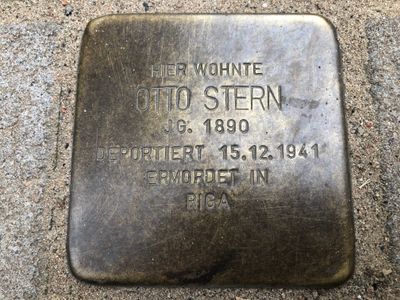 HIER WOHNTE
OTTO STERN
JG. 1890
DEPORTIERT 15.12.1941
ERMORDET IN
RIGA